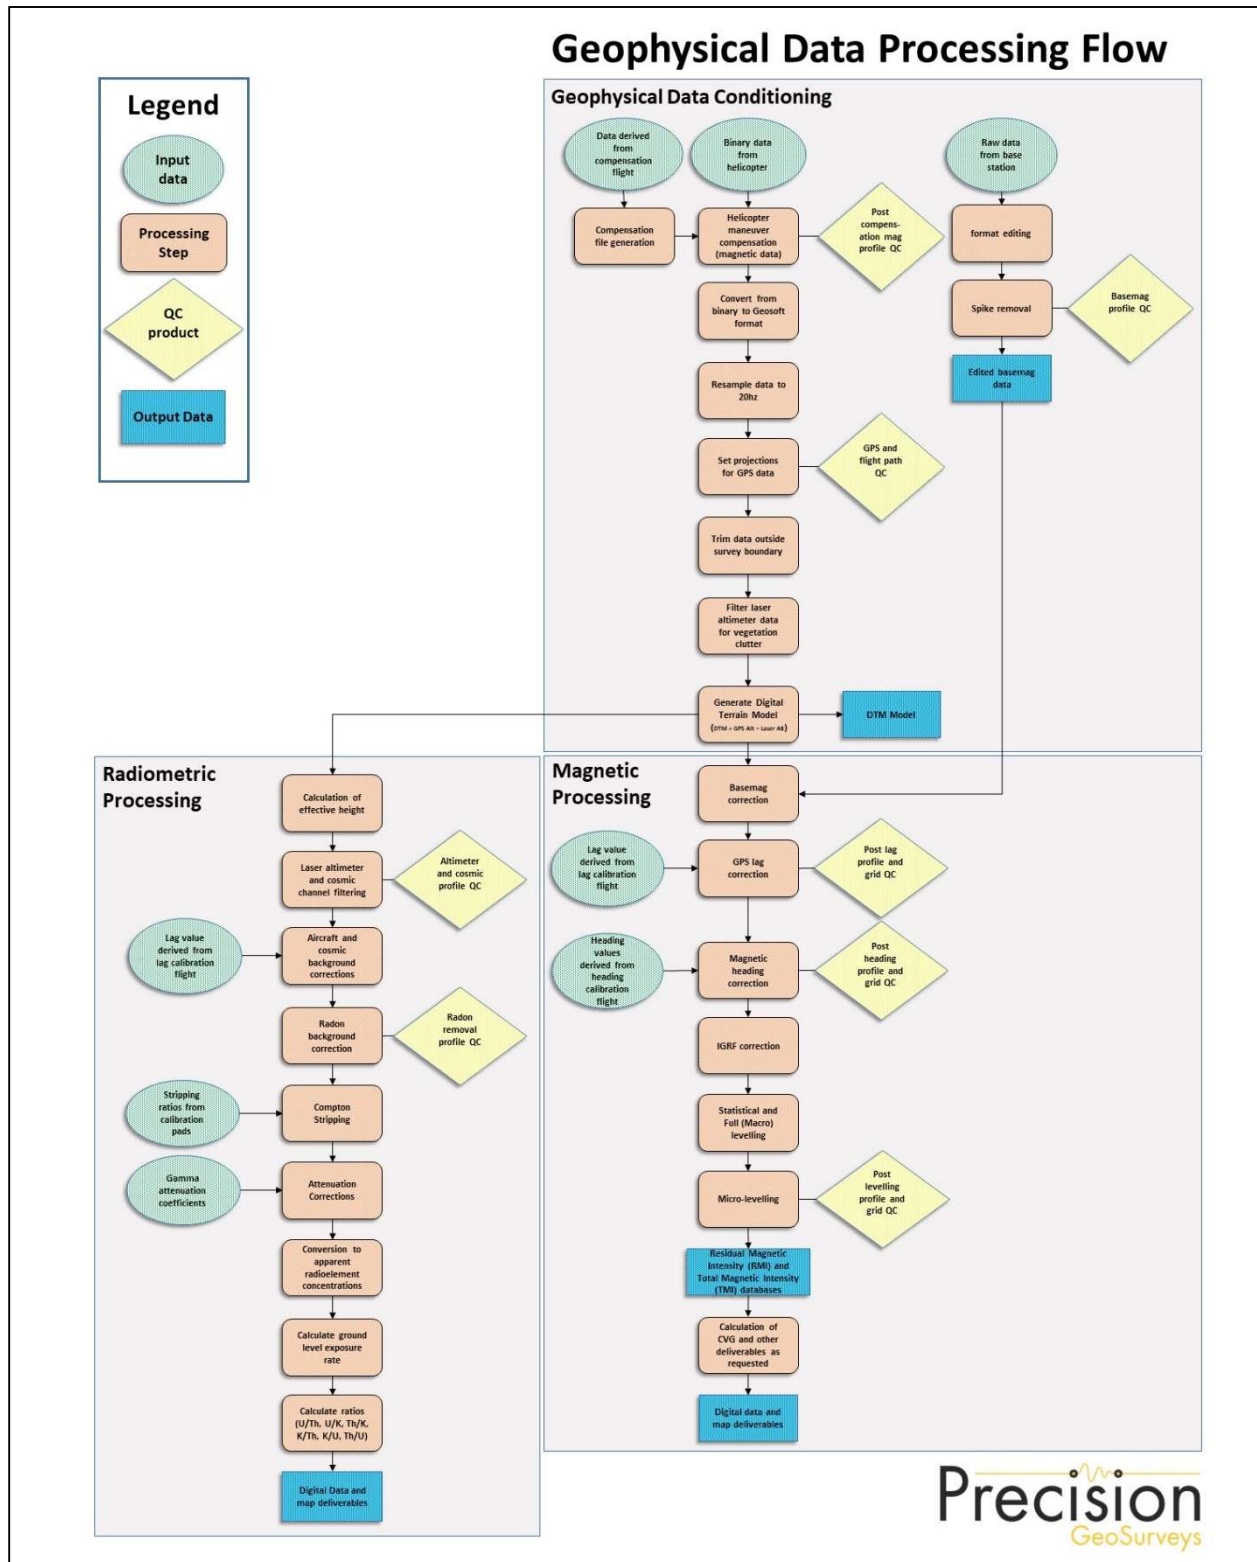 Geophysical Data Processing Flow
Legend
Input
data
Processing
Step
QC
product
Output Data
Geophysical Data Conditioning
Data derived
from
compensation
flight
Binary data
from
helicopter
Raw data
from base
station
Compensation
file generation
Helicopter
maneuver
compensation
(magnetic data)
Post
compens-
ation mag
profile QC
format editing
Convert from
binary to Geosoft
format
Spike removal
Basemag
profile QC
Resample data to
20hz
Edited basemag
data
Set projections
for GPS data
GPS and
flight path
QC
Trim data outside
survey boundary
Filter laser
altimeter data
for vegetation
clutter
Generate Digital
Terrain Model
(DTM = GPS Alt – Laser Alt)
DTM Model
Radiometric
Processing
Calculation of
effective height
Laser altimeter
and cosmic
channel filtering
Altimeter
and cosmic
profile QC
Lag value
derived from
lag calibration
flight
Aircraft and
cosmic
background
corrections
Radon
background
correction
Radon
removal
profile QC
Stripping
ratios from
calibration
pads
Compton
Stripping
Gamma
attenuation
coefficients
Attenuation
Corrections
Conversion to
apparent
radioelement
concentrations
Calculate ground
level exposure
rate
Calculate ratios
(U/Th, U/K, Th/K,
K/Th, K/U, Th/U)
Digital Data and
map deliverables
Magnetic
Processing
Basemag
correction
Lag value
derived from
lag calibration
flight
GPS lag
correction
Post lag
profile and
grid QC
Heading
values
derived from
heading
calibration
flight
Magnetic
heading
correction
Post
heading
profile and
grid QC
IGRF correction
Statistical and
Full (Macro)
levelling
Micro-levelling
Post
levelling
profile and
grid QC
Residual Magnetic
Intensity (RMI) and
Total Magnetic Intensity
(TMI) databases
Calculation of
CVG and other
deliverables as
requested
Digital data and
map deliverables
Precision
GeoSurveys